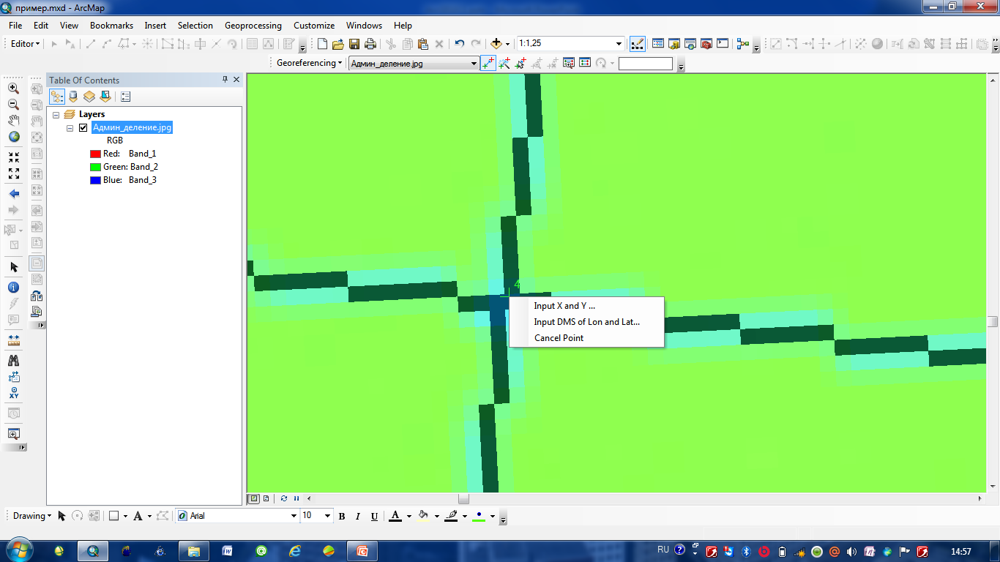 пример.mxd - ArcMap
File Edit View Bookmarks Insert Selection Geoprocessing Customize Windows Help
Editor 1:1,25
Georeferencing Админ_деление.jpg
Table Of Contents
Layers
Админ_деление.jpg
RGB
Red: Band_1
Green: Band_2
Blue: Band_3
4
Input X and Y ...
Input DMS of Lon and Lat...
Cancel Point
Drawing A Arial 10 B I U A
RU 14:57